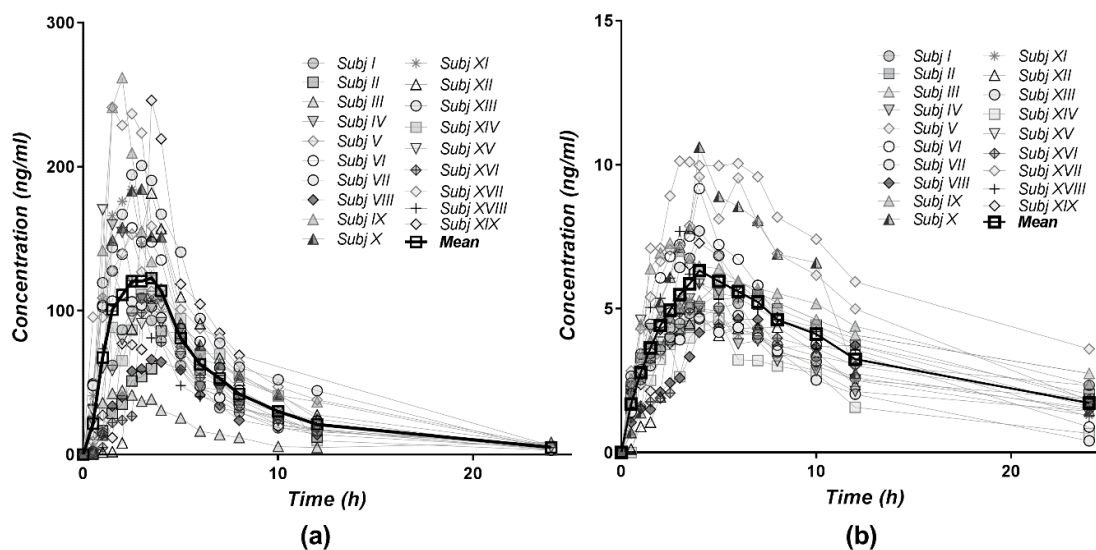 300
200
100
0
Concentration (ng/ml)
0
10
20
Time (h)
Subj I
Subj II
Subj III
Subj IV
Subj V
Subj VI
Subj VII
Subj VIII
Subj IX
Subj X
Subj XI
Subj XII
Subj XIII
Subj XIV
Subj XV
Subj XVI
Subj XVII
Subj XVIII
Subj XIX
Mean
(a)
15
10
5
0
Concentration (ng/ml)
0
10
20
Time (h)
Subj I
Subj II
Subj III
Subj IV
Subj V
Subj VI
Subj VII
Subj VIII
Subj IX
Subj X
Subj XI
Subj XII
Subj XIII
Subj XIV
Subj XV
Subj XVI
Subj XVII
Subj XVIII
Subj XIX
Mean
(b)